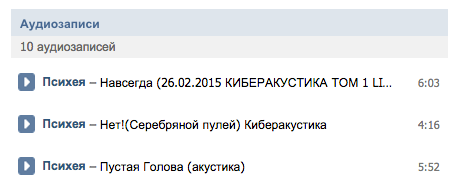 Аудиозаписи
10 аудиозаписей
Психея – Навсегда (26.02.2015 КИБЕРАКУСТИКА ТОМ 1 LI... 6:03
Психея – Нет!(Серебряной пулей) Киберакустика 4:16
Психея – Пустая Голова (акустика) 5:52